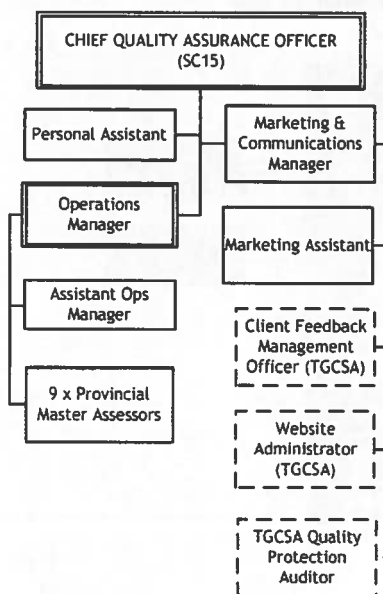 CHIEF QUALITY ASSURANCE OFFICER
(SC15)
Personal Assistant
Marketing &
Communications
Manager
Operations
Manager
Marketing Assistant
Assistant Ops
Manager
Client Feedback
Management
Officer (TGCSA)
9 x Provincial
Master Assessors
Website
Administrator
(TGCSA)
TGCSA Quality
Protection
Auditor